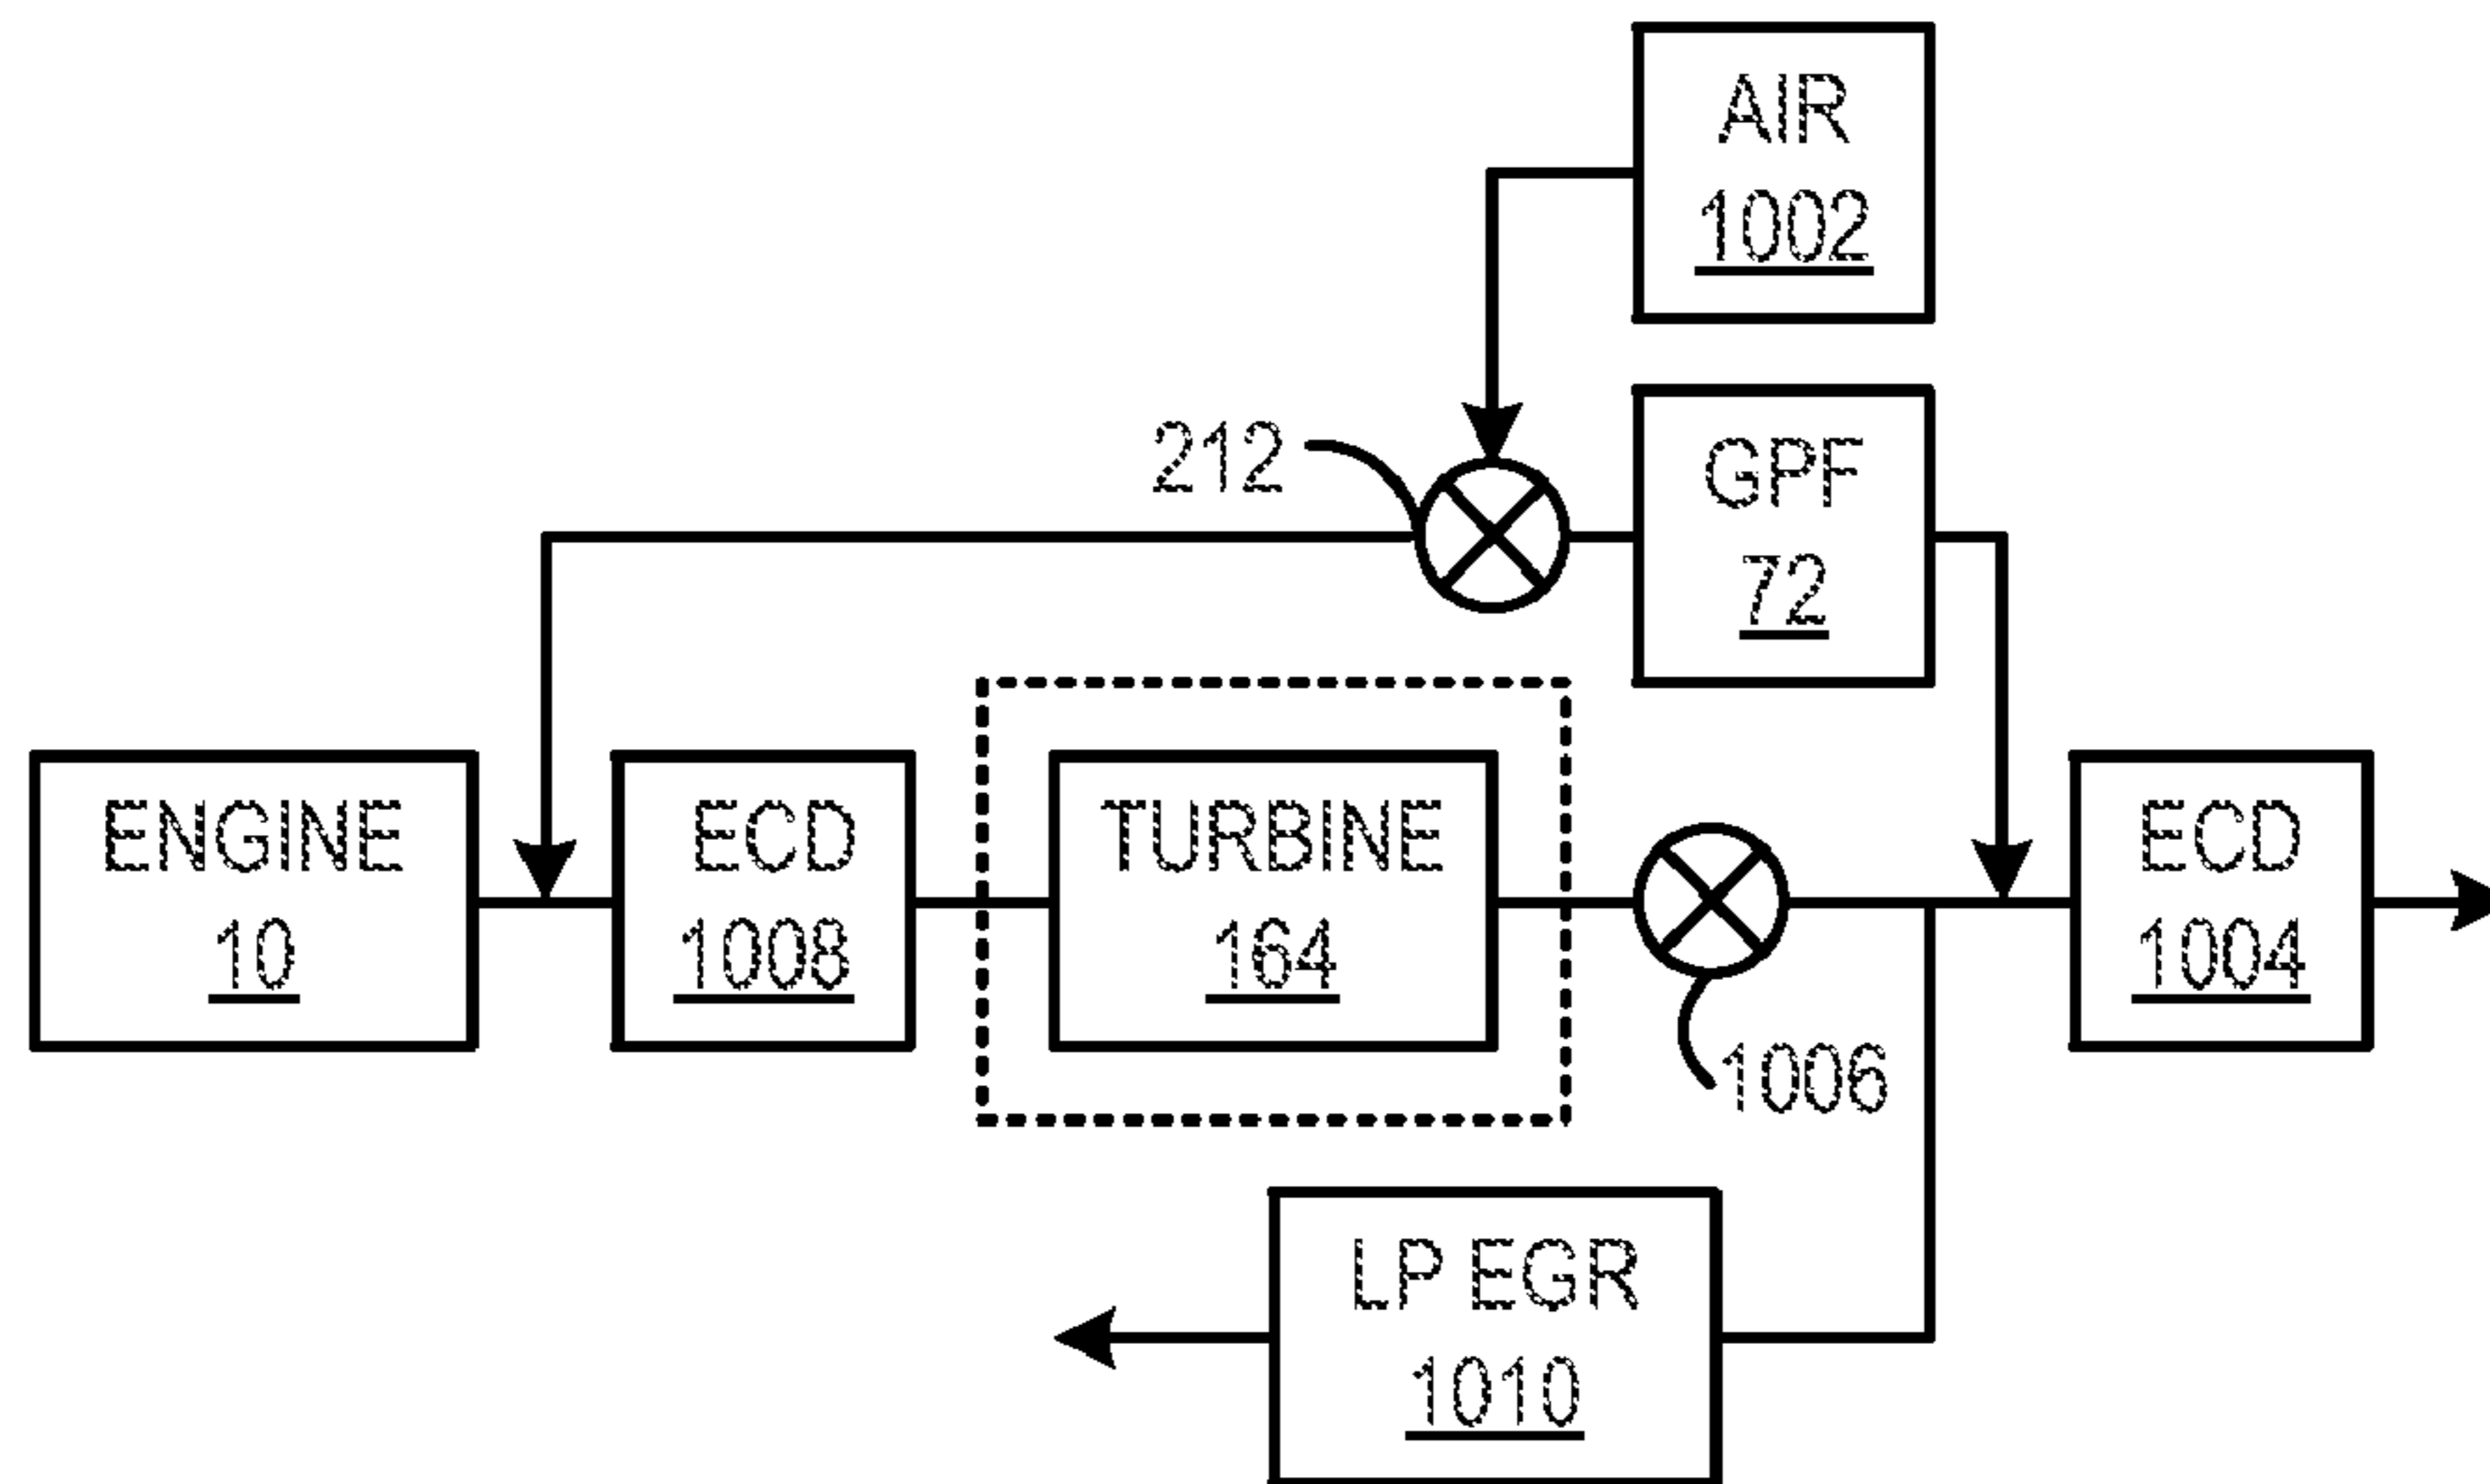 AIR
1002
212
GPF
72
ENGINE
10
ECD
1008
TURBINE
164
ECD
1004
1006
LP EGR
1010